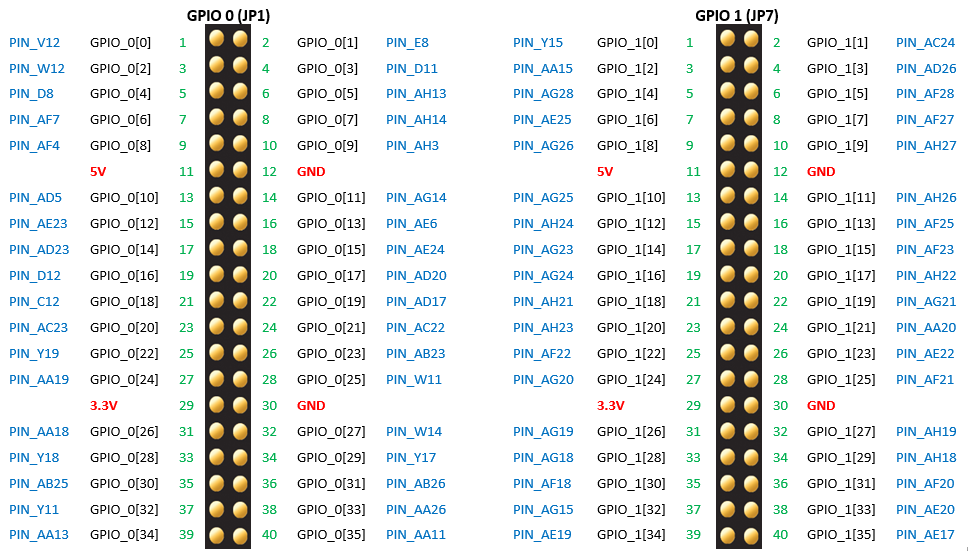 GPIO 0 (JP1) GPIO 1 (JP7)
PIN_V12 GPIO_0[0] 1 2 GPIO_0[1] PIN_E8 PIN_Y15 GPIO_1[0] 1 2 GPIO_1[1] PIN_AC24
PIN_W12 GPIO_0[2] 3 4 GPIO_0[3] PIN_D11 PIN_AA15 GPIO_1[2] 3 4 GPIO_1[3] PIN_AD26
PIN_D8 GPIO_0[4] 5 6 GPIO_0[5] PIN_AH13 PIN_AG28 GPIO_1[4] 5 6 GPIO_1[5] PIN_AF28
PIN_AF7 GPIO_0[6] 7 8 GPIO_0[7] PIN_AH14 PIN_AE25 GPIO_1[6] 7 8 GPIO_1[7] PIN_AF27
PIN_AF4 GPIO_0[8] 9 10 GPIO_0[9] PIN_AH3 PIN_AG26 GPIO_1[8] 9 10 GPIO_1[9] PIN_AH27
5V 11 12 GND 5V 11 12 GND
PIN_AD5 GPIO_0[10] 13 14 GPIO_0[11] PIN_AG14 PIN_AG25 GPIO_1[10] 13 14 GPIO_1[11] PIN_AH26
PIN_AE23 GPIO_0[12] 15 16 GPIO_0[13] PIN_AE6 PIN_AH24 GPIO_1[12] 15 16 GPIO_1[13] PIN_AF25
PIN_AD23 GPIO_0[14] 17 18 GPIO_0[15] PIN_AE24 PIN_AG23 GPIO_1[14] 17 18 GPIO_1[15] PIN_AF23
PIN_D12 GPIO_0[16] 19 20 GPIO_0[17] PIN_AD20 PIN_AG24 GPIO_1[16] 19 20 GPIO_1[17] PIN_AH22
PIN_C12 GPIO_0[18] 21 22 GPIO_0[19] PIN_AD17 PIN_AH21 GPIO_1[18] 21 22 GPIO_1[19] PIN_AG21
PIN_AC23 GPIO_0[20] 23 24 GPIO_0[21] PIN_AC22 PIN_AH23 GPIO_1[20] 23 24 GPIO_1[21] PIN_AA20
PIN_Y19 GPIO_0[22] 25 26 GPIO_0[23] PIN_AB23 PIN_AF22 GPIO_1[22] 25 26 GPIO_1[23] PIN_AE22
PIN_AA19 GPIO_0[24] 27 28 GPIO_0[25] PIN_W11 PIN_AG20 GPIO_1[24] 27 28 GPIO_1[25] PIN_AF21
3.3V 29 30 GND 3.3V 29 30 GND
PIN_AA18 GPIO_0[26] 31 32 GPIO_0[27] PIN_W14 PIN_AG19 GPIO_1[26] 31 32 GPIO_1[27] PIN_AH19
PIN_Y18 GPIO_0[28] 33 34 GPIO_0[29] PIN_Y17 PIN_AG18 GPIO_1[28] 33 34 GPIO_1[29] PIN_AH18
PIN_AB25 GPIO_0[30] 35 36 GPIO_0[31] PIN_AB26 PIN_AF18 GPIO_1[30] 35 36 GPIO_1[31] PIN_AF20
PIN_Y11 GPIO_0[32] 37 38 GPIO_0[33] PIN_AA26 PIN_AG15 GPIO_1[32] 37 38 GPIO_1[33] PIN_AE20
PIN_AA13 GPIO_0[34] 39 40 GPIO_0[35] PIN_AA11 PIN_AE19 GPIO_1[34] 39 40 GPIO_1[35] PIN_AE17